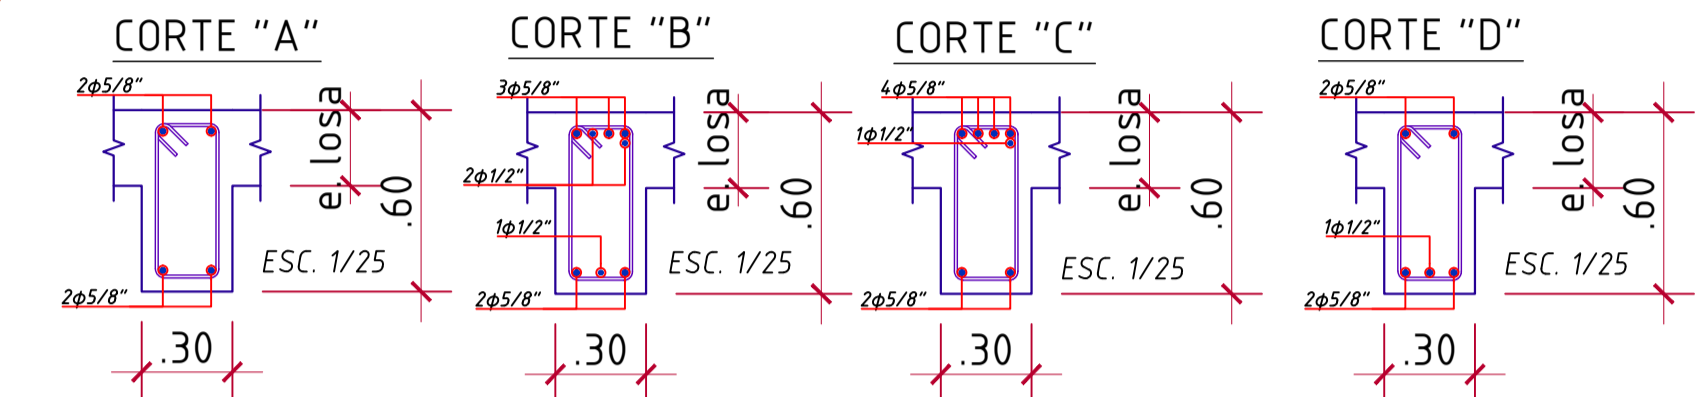 CORTE "A"
2ϕ5/8"
e. losa
.60
ESC. 1/25
2ϕ5/8"
.30
CORTE "B"
3ϕ5/8"
e. losa
2ϕ1/2"
.60
1ϕ1/2"
ESC. 1/25
2ϕ5/8"
.30
CORTE "C"
4ϕ5/8"
1ϕ1/2"
e. losa
.60
ESC. 1/25
2ϕ5/8"
.30
CORTE "D"
2ϕ5/8"
e. losa
.60
1ϕ1/2"
ESC. 1/25
2ϕ5/8"
.30